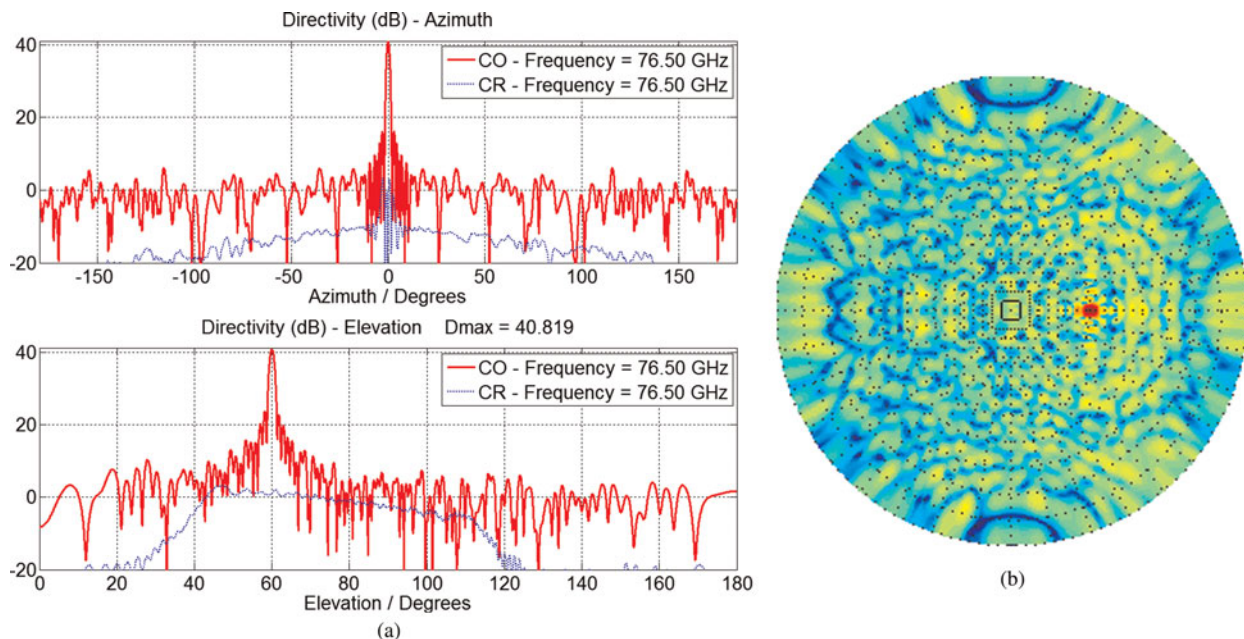 Directivity (dB) - Azimuth
40
20
0
-20
CO - Frequency = 76.50 GHz
CR - Frequency = 76.50 GHz
-150 -100 -50 0 50 100 150
Azimuth / Degrees
Directivity (dB) - Elevation Dmax = 40.819
40
20
0
-20
CO - Frequency = 76.50 GHz
CR - Frequency = 76.50 GHz
0 20 40 60 80 100 120 140 160 180
Elevation / Degrees
(a)
(b)